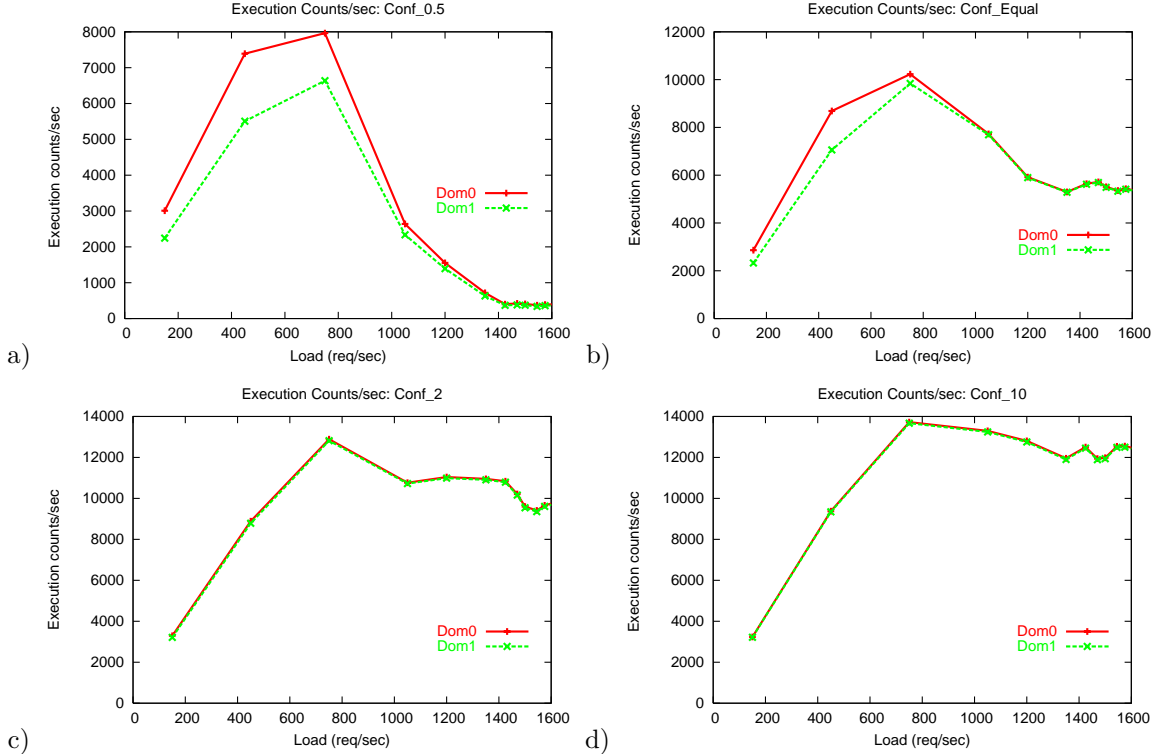 Execution Counts/sec: Conf_0.5
8000
7000
6000
5000
4000
3000
2000
1000
0
0 200 400 600 800 1000 1200 1400 1600
Execution counts/sec
Load (req/sec)
Dom0
Dom1
a)
Execution Counts/sec: Conf_Equal
12000
10000
8000
6000
4000
2000
0
0 200 400 600 800 1000 1200 1400 1600
Execution counts/sec
Load (req/sec)
Dom0
Dom1
b)
Execution Counts/sec: Conf_2
14000
12000
10000
8000
6000
4000
2000
0
0 200 400 600 800 1000 1200 1400 1600
Execution counts/sec
Load (req/sec)
Dom0
Dom1
c)
Execution Counts/sec: Conf_10
14000
12000
10000
8000
6000
4000
2000
0
0 200 400 600 800 1000 1200 1400 1600
Execution counts/sec
Load (req/sec)
Dom0
Dom1
d)